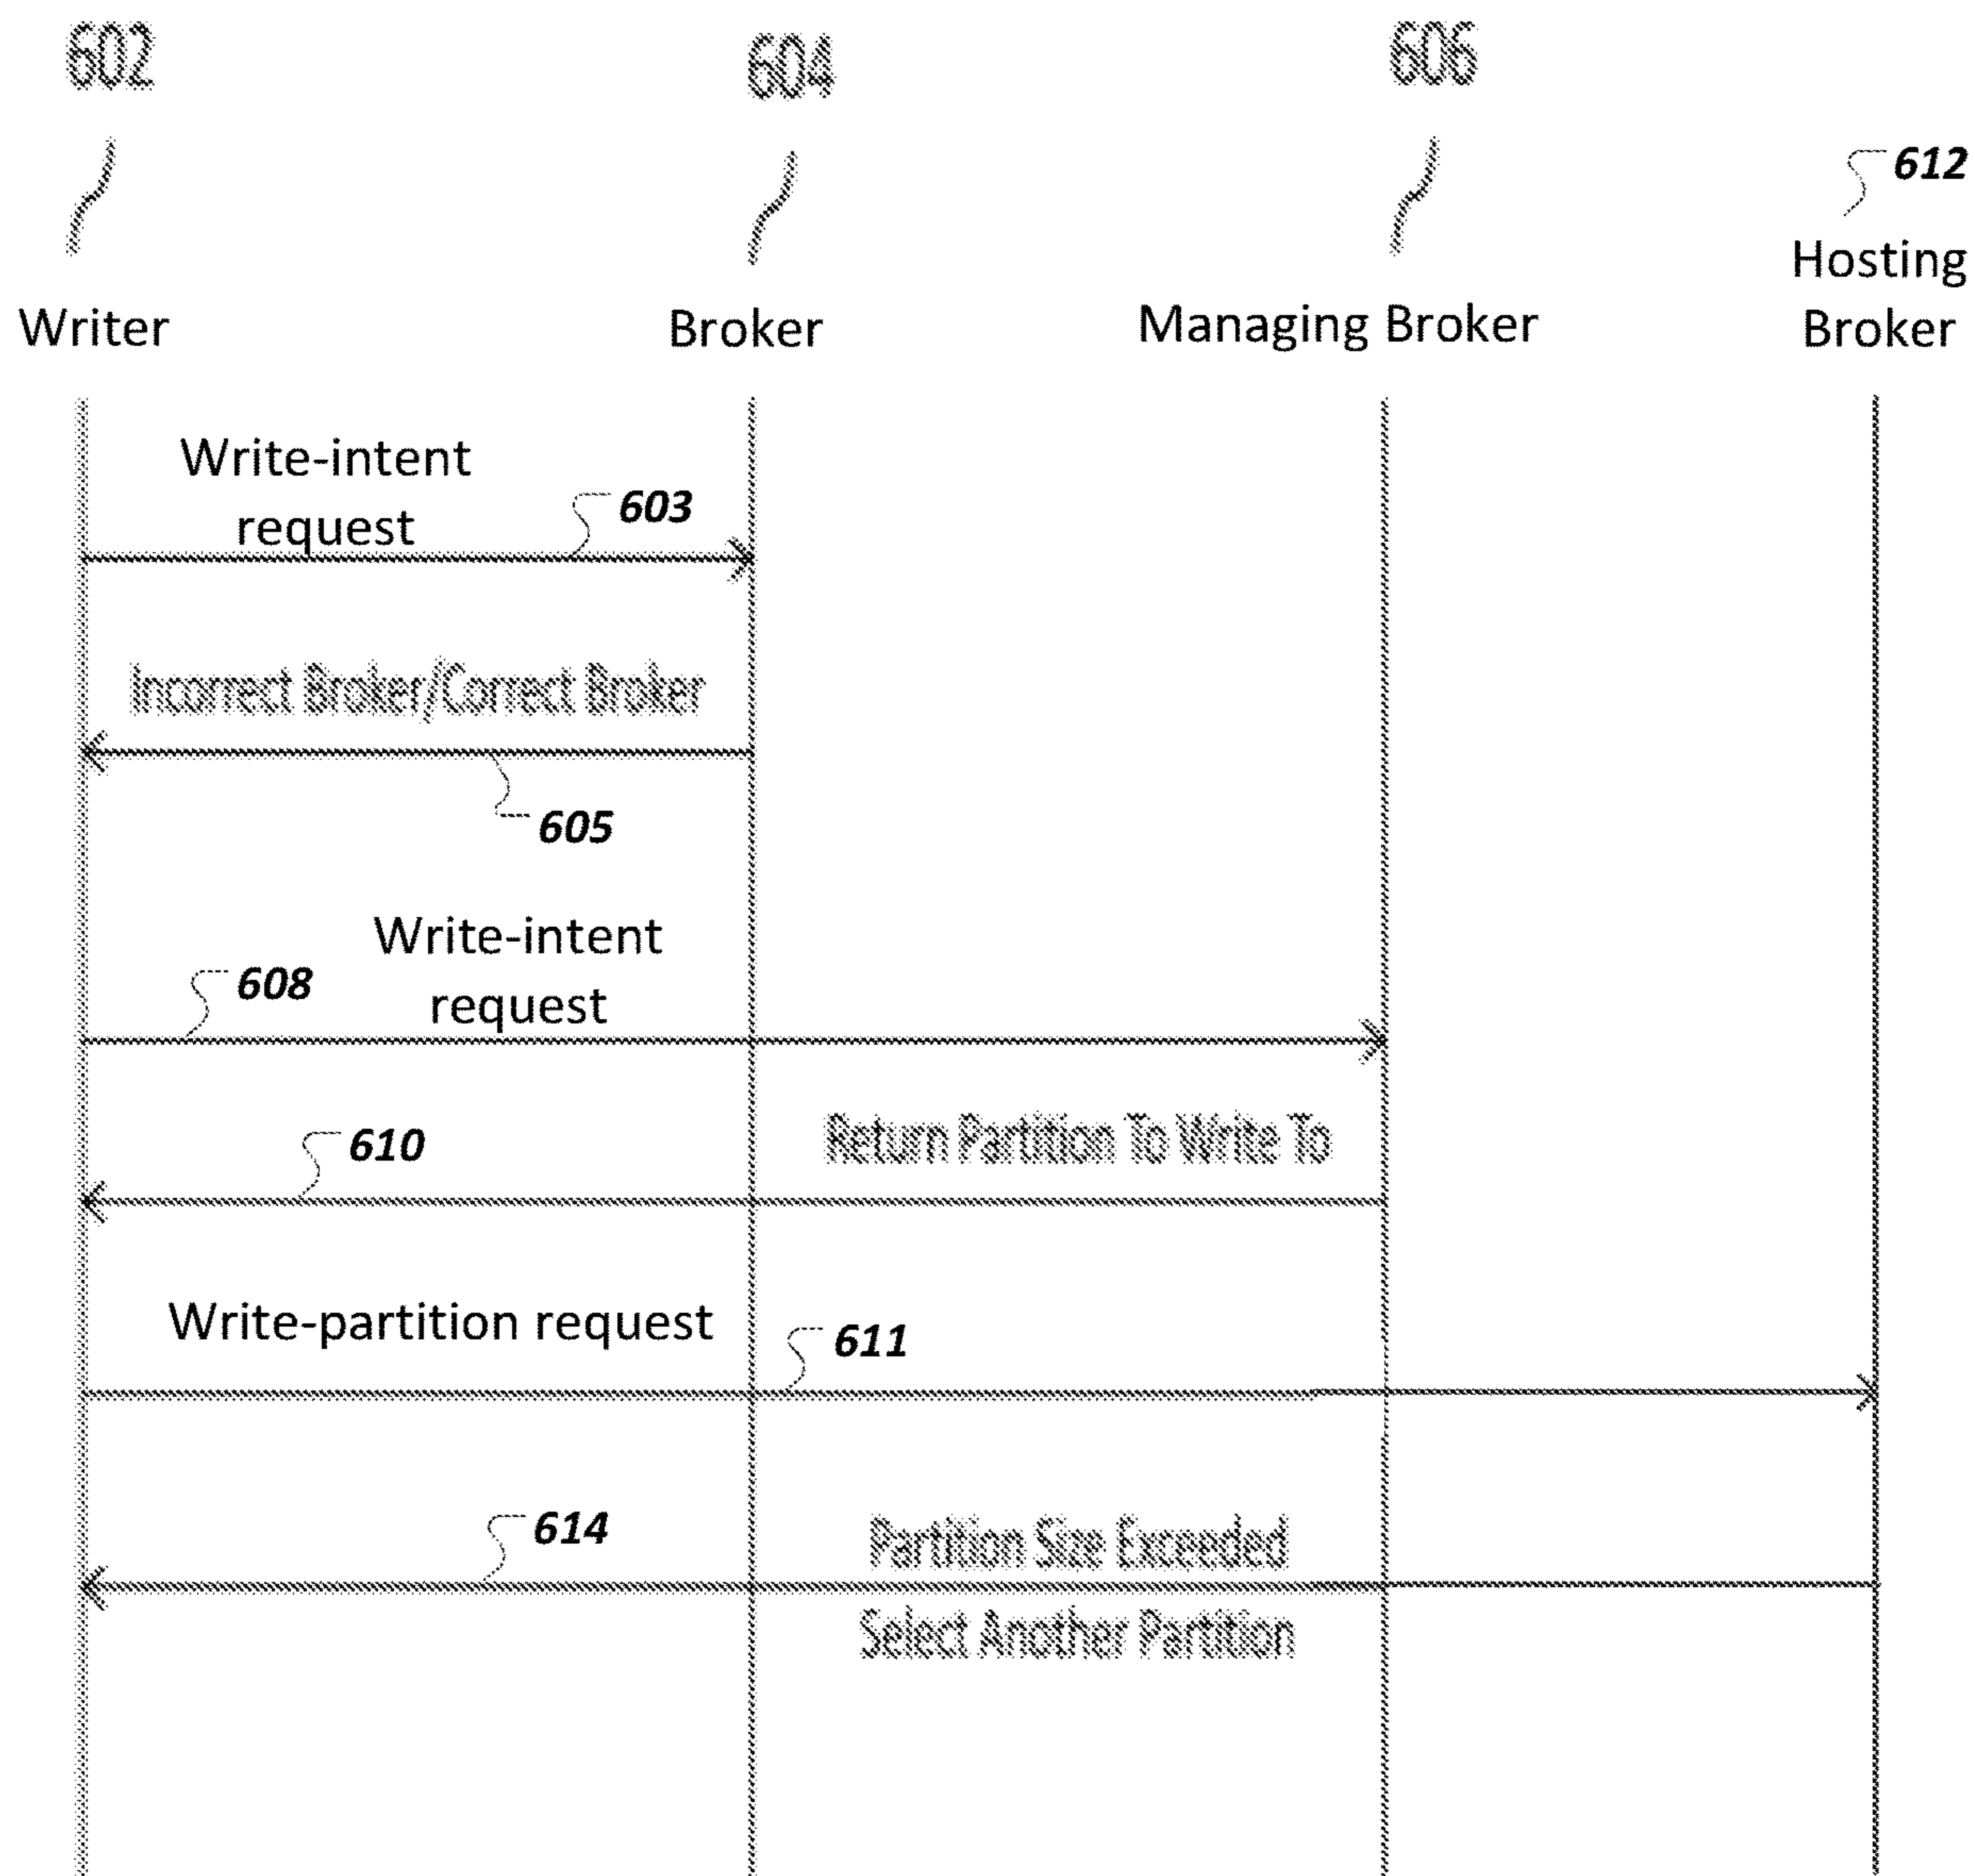 602
604
606
612
Hosting
Broker
Writer
Broker
Managing Broker
Write-intent
request
603
Incorrect Broker/Correct Broker
605
Write-intent
request
608
Return Partition To Write To
610
Write-partition request
611
614
Partition Size Exceeded
Select Another Partition